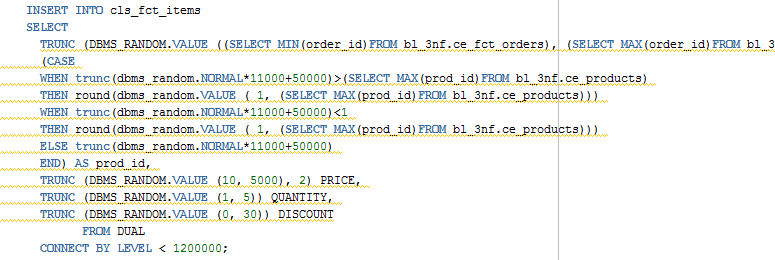 INSERT INTO cls_fct_items
SELECT
TRUNC (DBMS_RANDOM.VALUE ((SELECT MIN(order_id)FROM bl_3nf.ce_fct_orders), (SELECT MAX(order_id)FROM bl_3
(CASE
WHEN trunc(dbms_random.NORMAL*11000+50000)>(SELECT MAX(prod_id)FROM bl_3nf.ce_products)
THEN round(dbms_random.VALUE ( 1, (SELECT MAX(prod_id)FROM bl_3nf.ce_products)))
WHEN trunc(dbms_random.NORMAL*11000+50000)<1
THEN round(dbms_random.VALUE ( 1, (SELECT MAX(prod_id)FROM bl_3nf.ce_products)))
ELSE trunc(dbms_random.NORMAL*11000+50000)
END) AS prod_id,
TRUNC (DBMS_RANDOM.VALUE (10, 5000), 2) PRICE,
TRUNC (DBMS_RANDOM.VALUE (1, 5)) QUANTITY,
TRUNC (DBMS_RANDOM.VALUE (0, 30)) DISCOUNT
FROM DUAL
CONNECT BY LEVEL < 1200000;